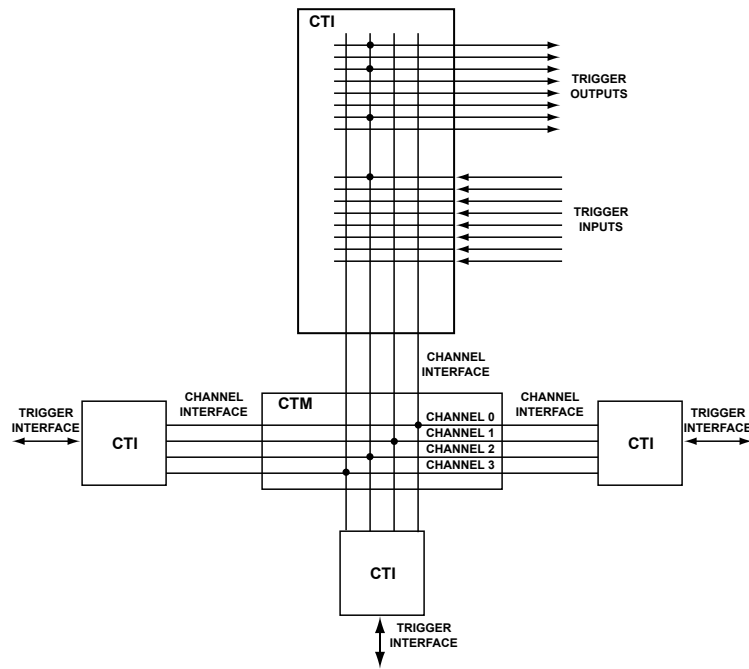 CTI
TRIGGER
OUTPUTS
TRIGGER
INPUTS
CHANNEL
INTERFACE
TRIGGER
INTERFACE
CTI
CHANNEL
INTERFACE
CTM
CHANNEL 0
CHANNEL 1
CHANNEL 2
CHANNEL 3
CHANNEL
INTERFACE
CTI
TRIGGER
INTERFACE
CTI
TRIGGER
INTERFACE